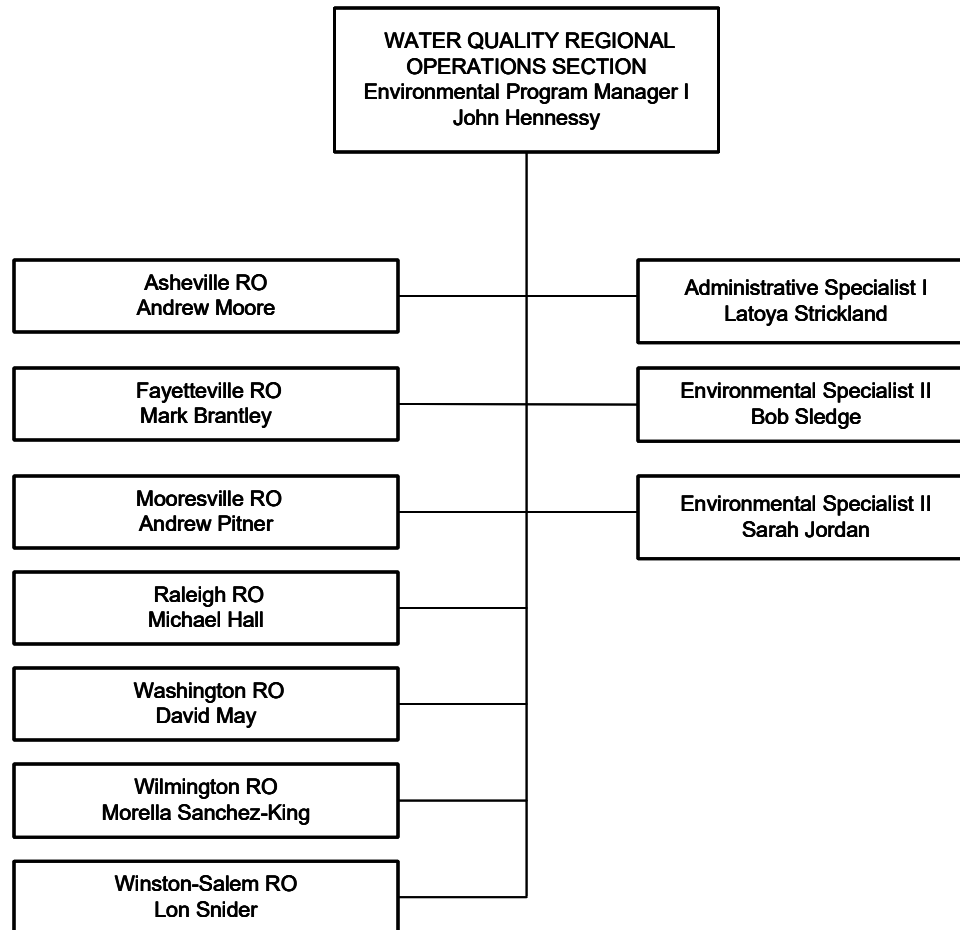 WATER QUALITY REGIONAL
OPERATIONS SECTION
Environmental Program Manager I
John Hennessy
Asheville RO
Andrew Moore
Administrative Specialist I
Latoya Strickland
Fayetteville RO
Mark Brantley
Environmental Specialist II
Bob Sledge
Mooresville RO
Andrew Pitner
Environmental Specialist II
Sarah Jordan
Raleigh RO
Michael Hall
Washington RO
David May
Wilmington RO
Morella Sanchez-King
Winston-Salem RO
Lon Snider